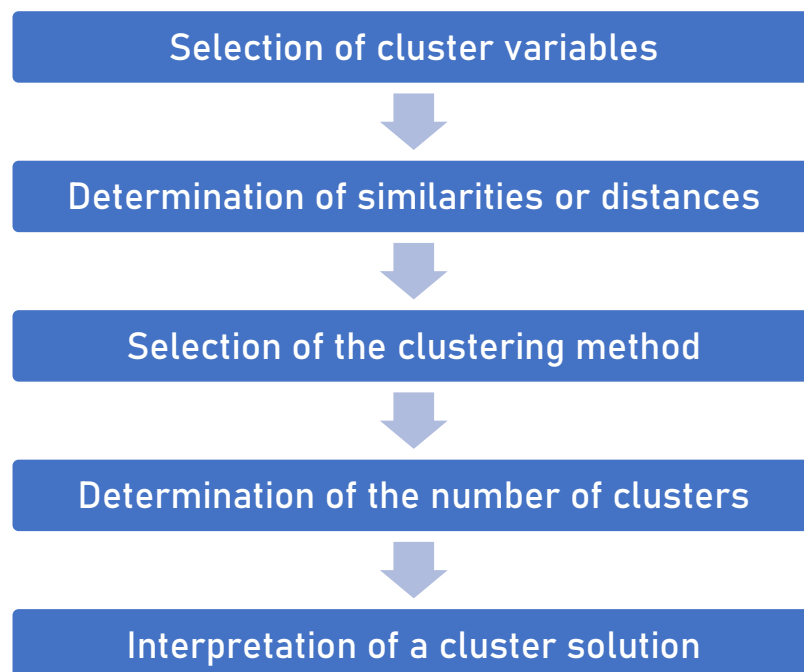 Selection of cluster variables
Determination of similarities or distances
Selection of the clustering method
Determination of the number of clusters
Interpretation of a cluster solution